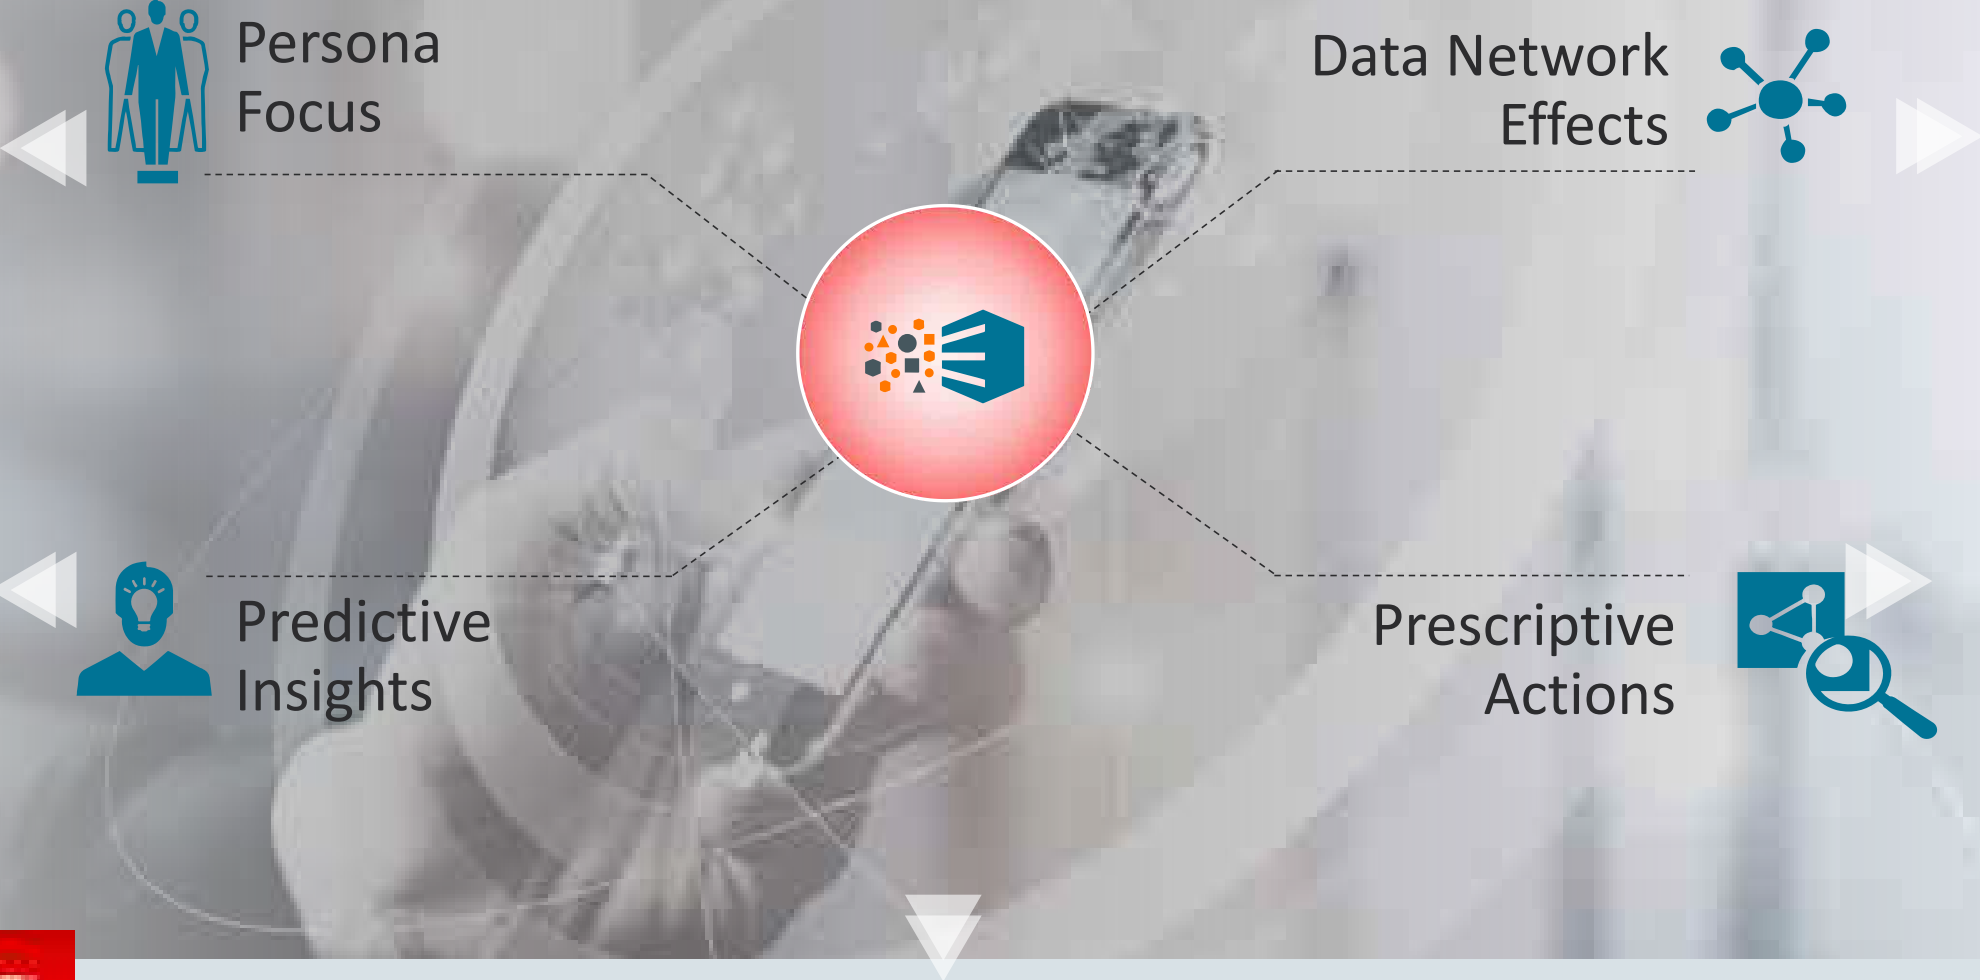 Persona
Focus
Data Network
Effects
Predictive
Insights
Prescriptive
Actions